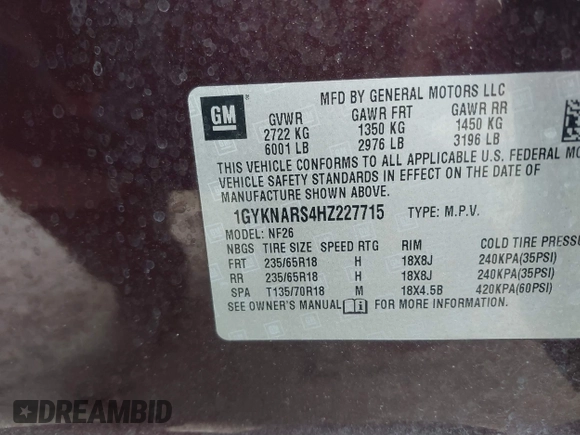 MFD BY GENERAL MOTORS LLC
GM
GVWR GAWR FRT GAWR RR
2722 KG 1350 KG 1450 KG
6001 LB 2976 LB 3196 LB
THIS VEHICLE CONFORMS TO ALL APPLICABLE U.S. FEDERAL MO
VEHICLE SAFETY STANDARDS IN EFFECT ON THE DATE OF
MANUFACTURE SHOWN ABOVE.
1GYKNARS4HZ227715 TYPE: M.P.V.
MODEL: NF26
NBGS TIRE SIZE SPEED RTG RIM COLD TIRE PRESSU
FRT 235/65R18 H 18X8J 240KPA(35PSI)
RR 235/65R18 H 18X8J 240KPA(35PSI)
SPA T135/70R18 M 18X4.5B 420KPA(60PSI)
SEE OWNER'S MANUAL FOR MORE INFORMATION.
DREAMBID